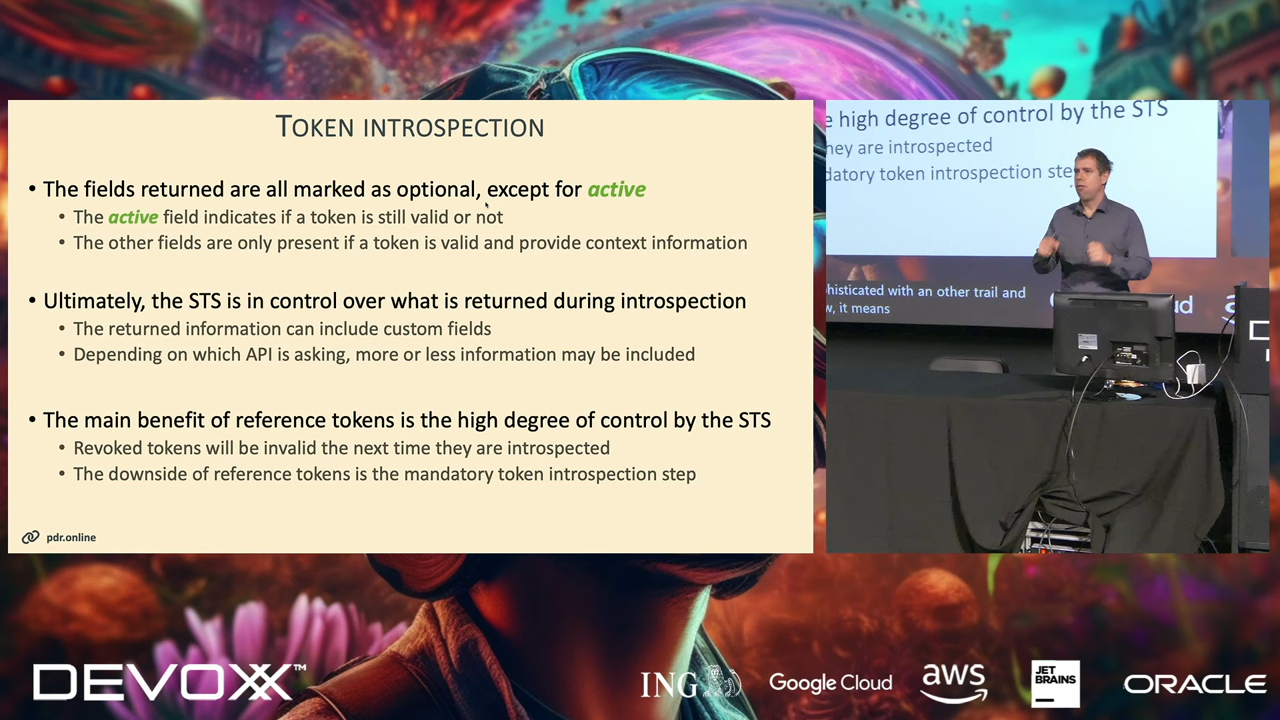 TOKEN INTROSPECTION
• The fields returned are all marked as optional, except for active
• The active field indicates if a token is still valid or not
• The other fields are only present if a token is valid and provide context information
• Ultimately, the STS is in control over what is returned during introspection
• The returned information can include custom fields
• Depending on which API is asking, more or less information may be included
• The main benefit of reference tokens is the high degree of control by the STS
• Revoked tokens will be invalid the next time they are introspected
• The downside of reference tokens is the mandatory token introspection step
pdr.online
e high degree of control by the STS
hey are introspected
datory token introspection ste
phisticated with an other trail and
w, it means
ud
DEVOXX™
ING
Google Cloud
aws
JET
BRAINS
ORACLE